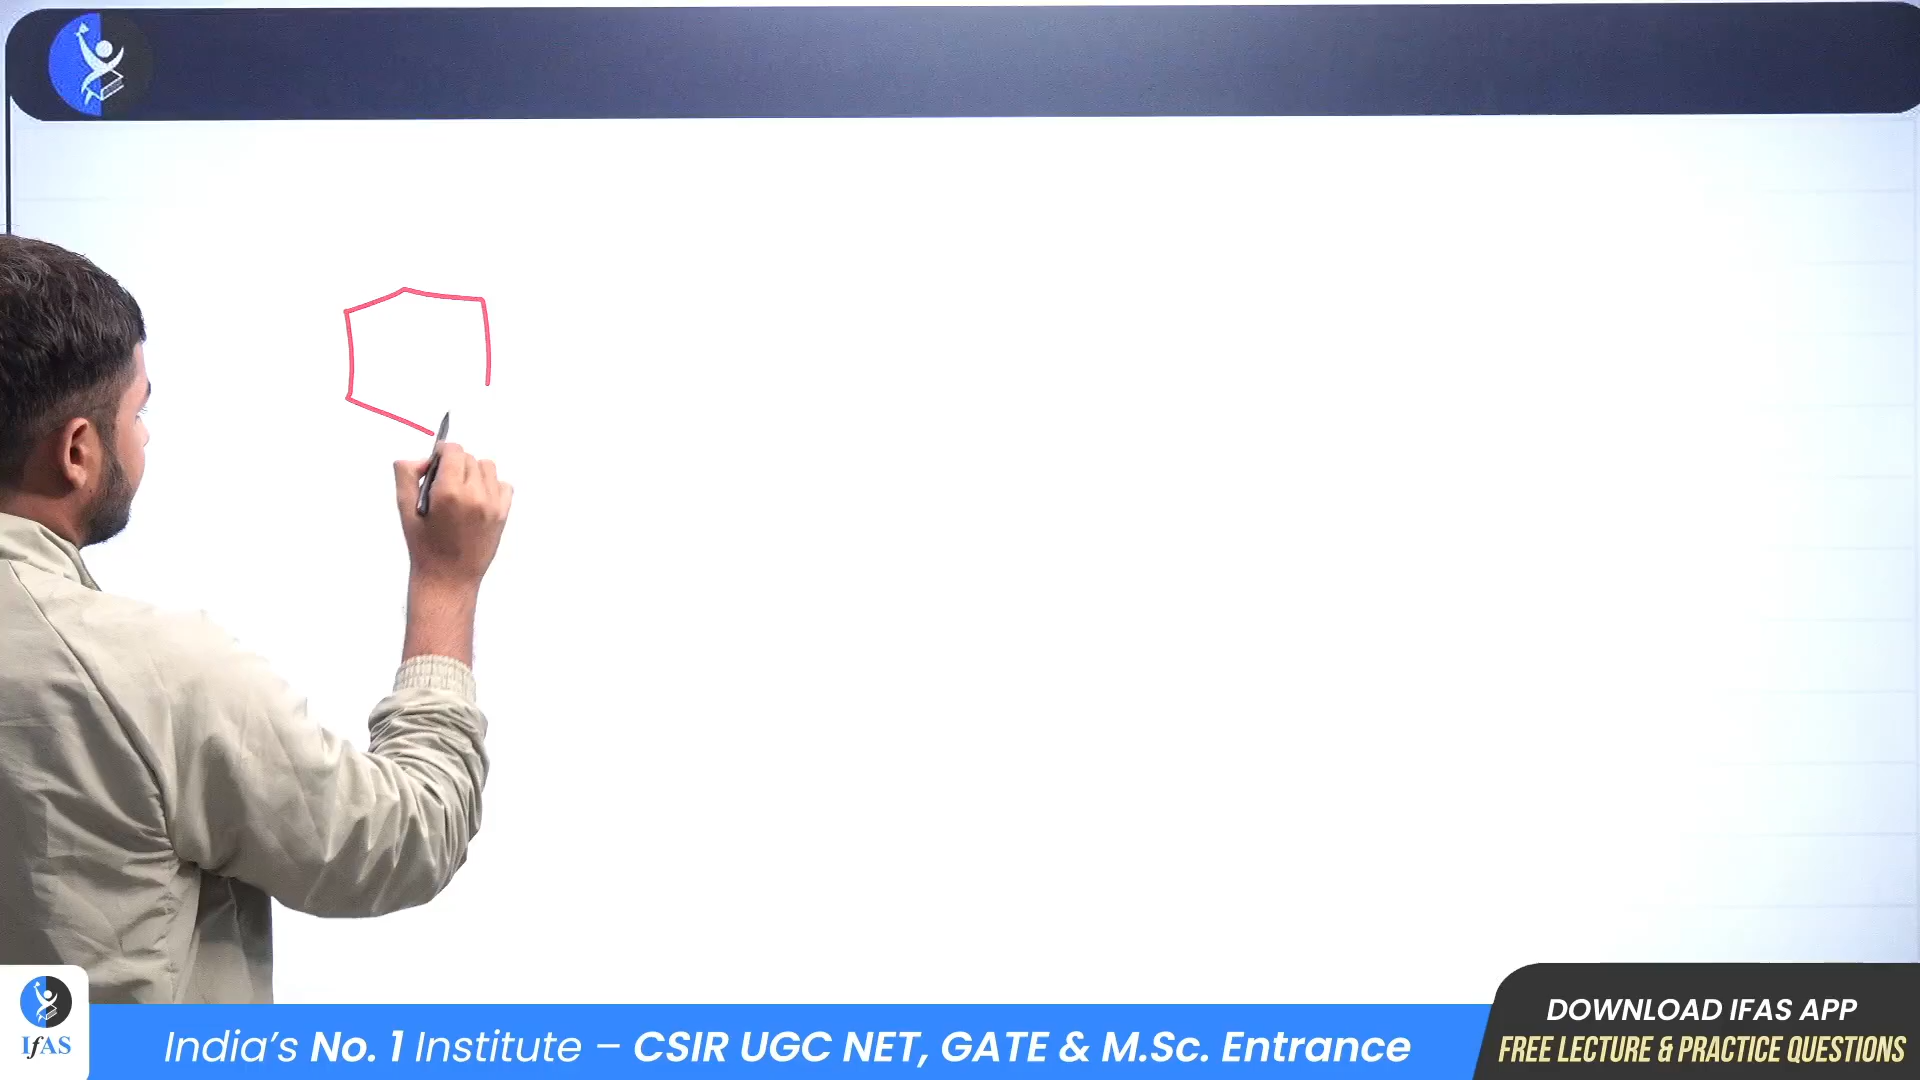 IfAS
India's No. 1 Institute – CSIR UGC NET, GATE & M.Sc. Entrance
DOWNLOAD IFAS APP
FREE LECTURE & PRACTICE QUESTIONS